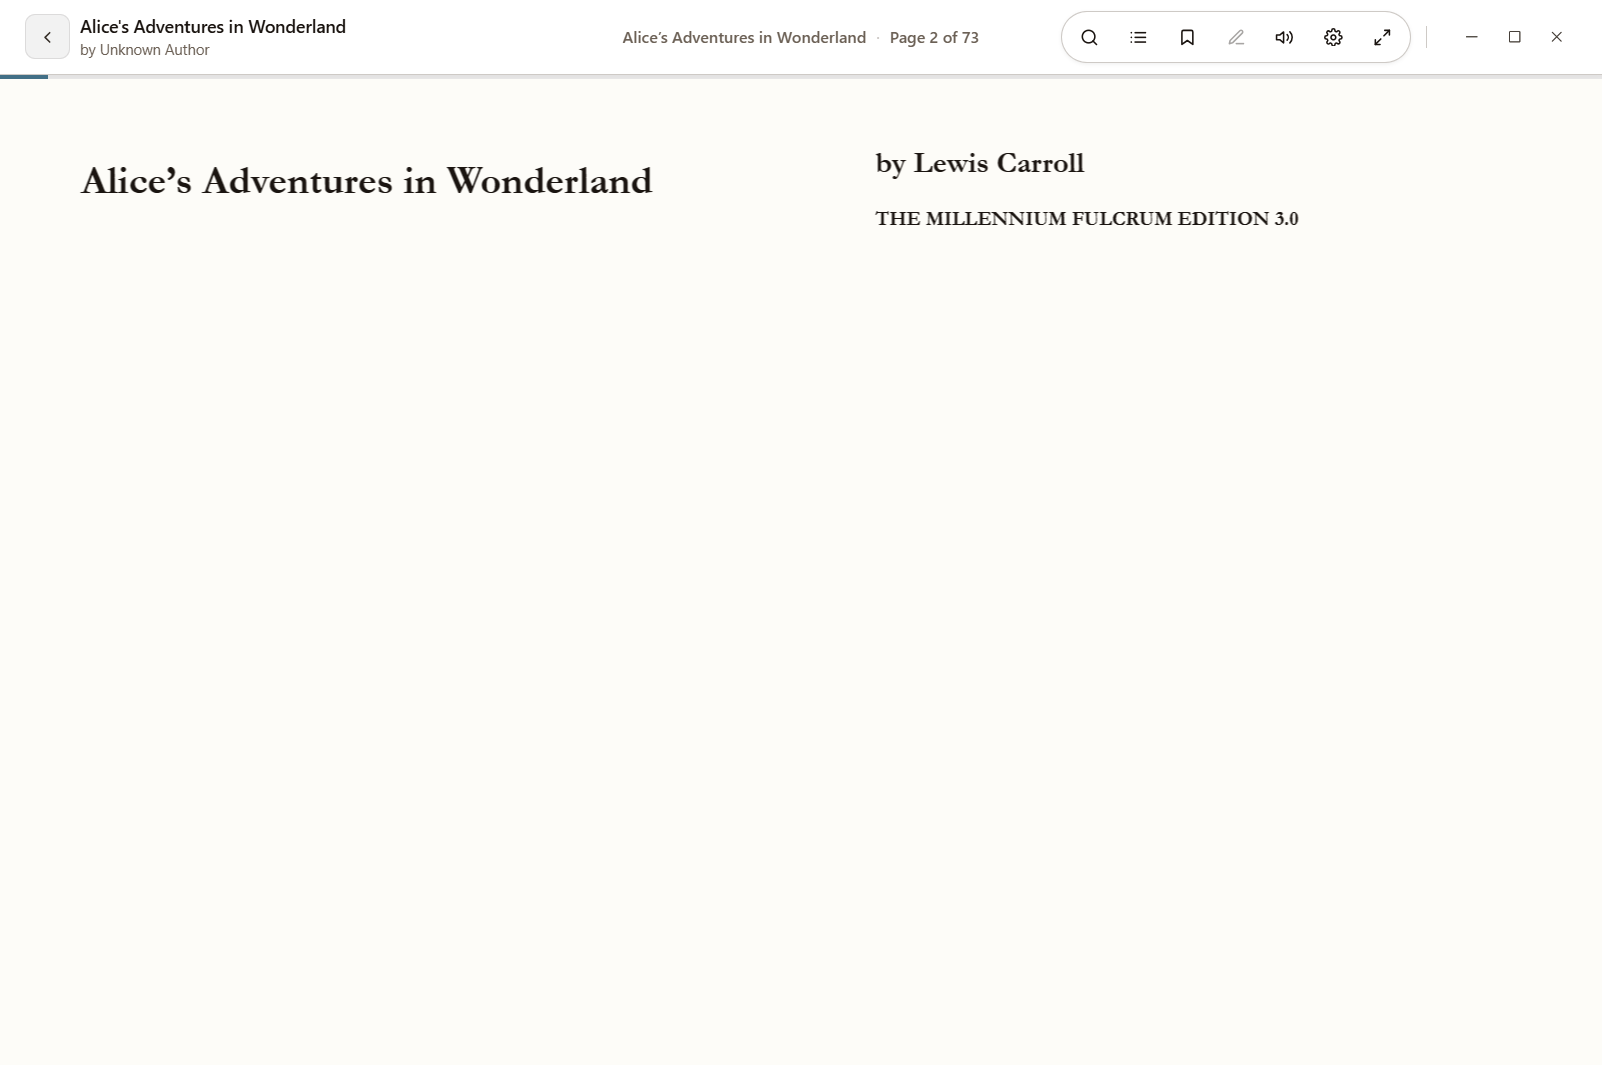 Alice's Adventures in Wonderland
by Unknown Author
Alice’s Adventures in Wonderland · Page 2 of 73
Alice’s Adventures in Wonderland
by Lewis Carroll
THE MILLENNIUM FULCRUM EDITION 3.0